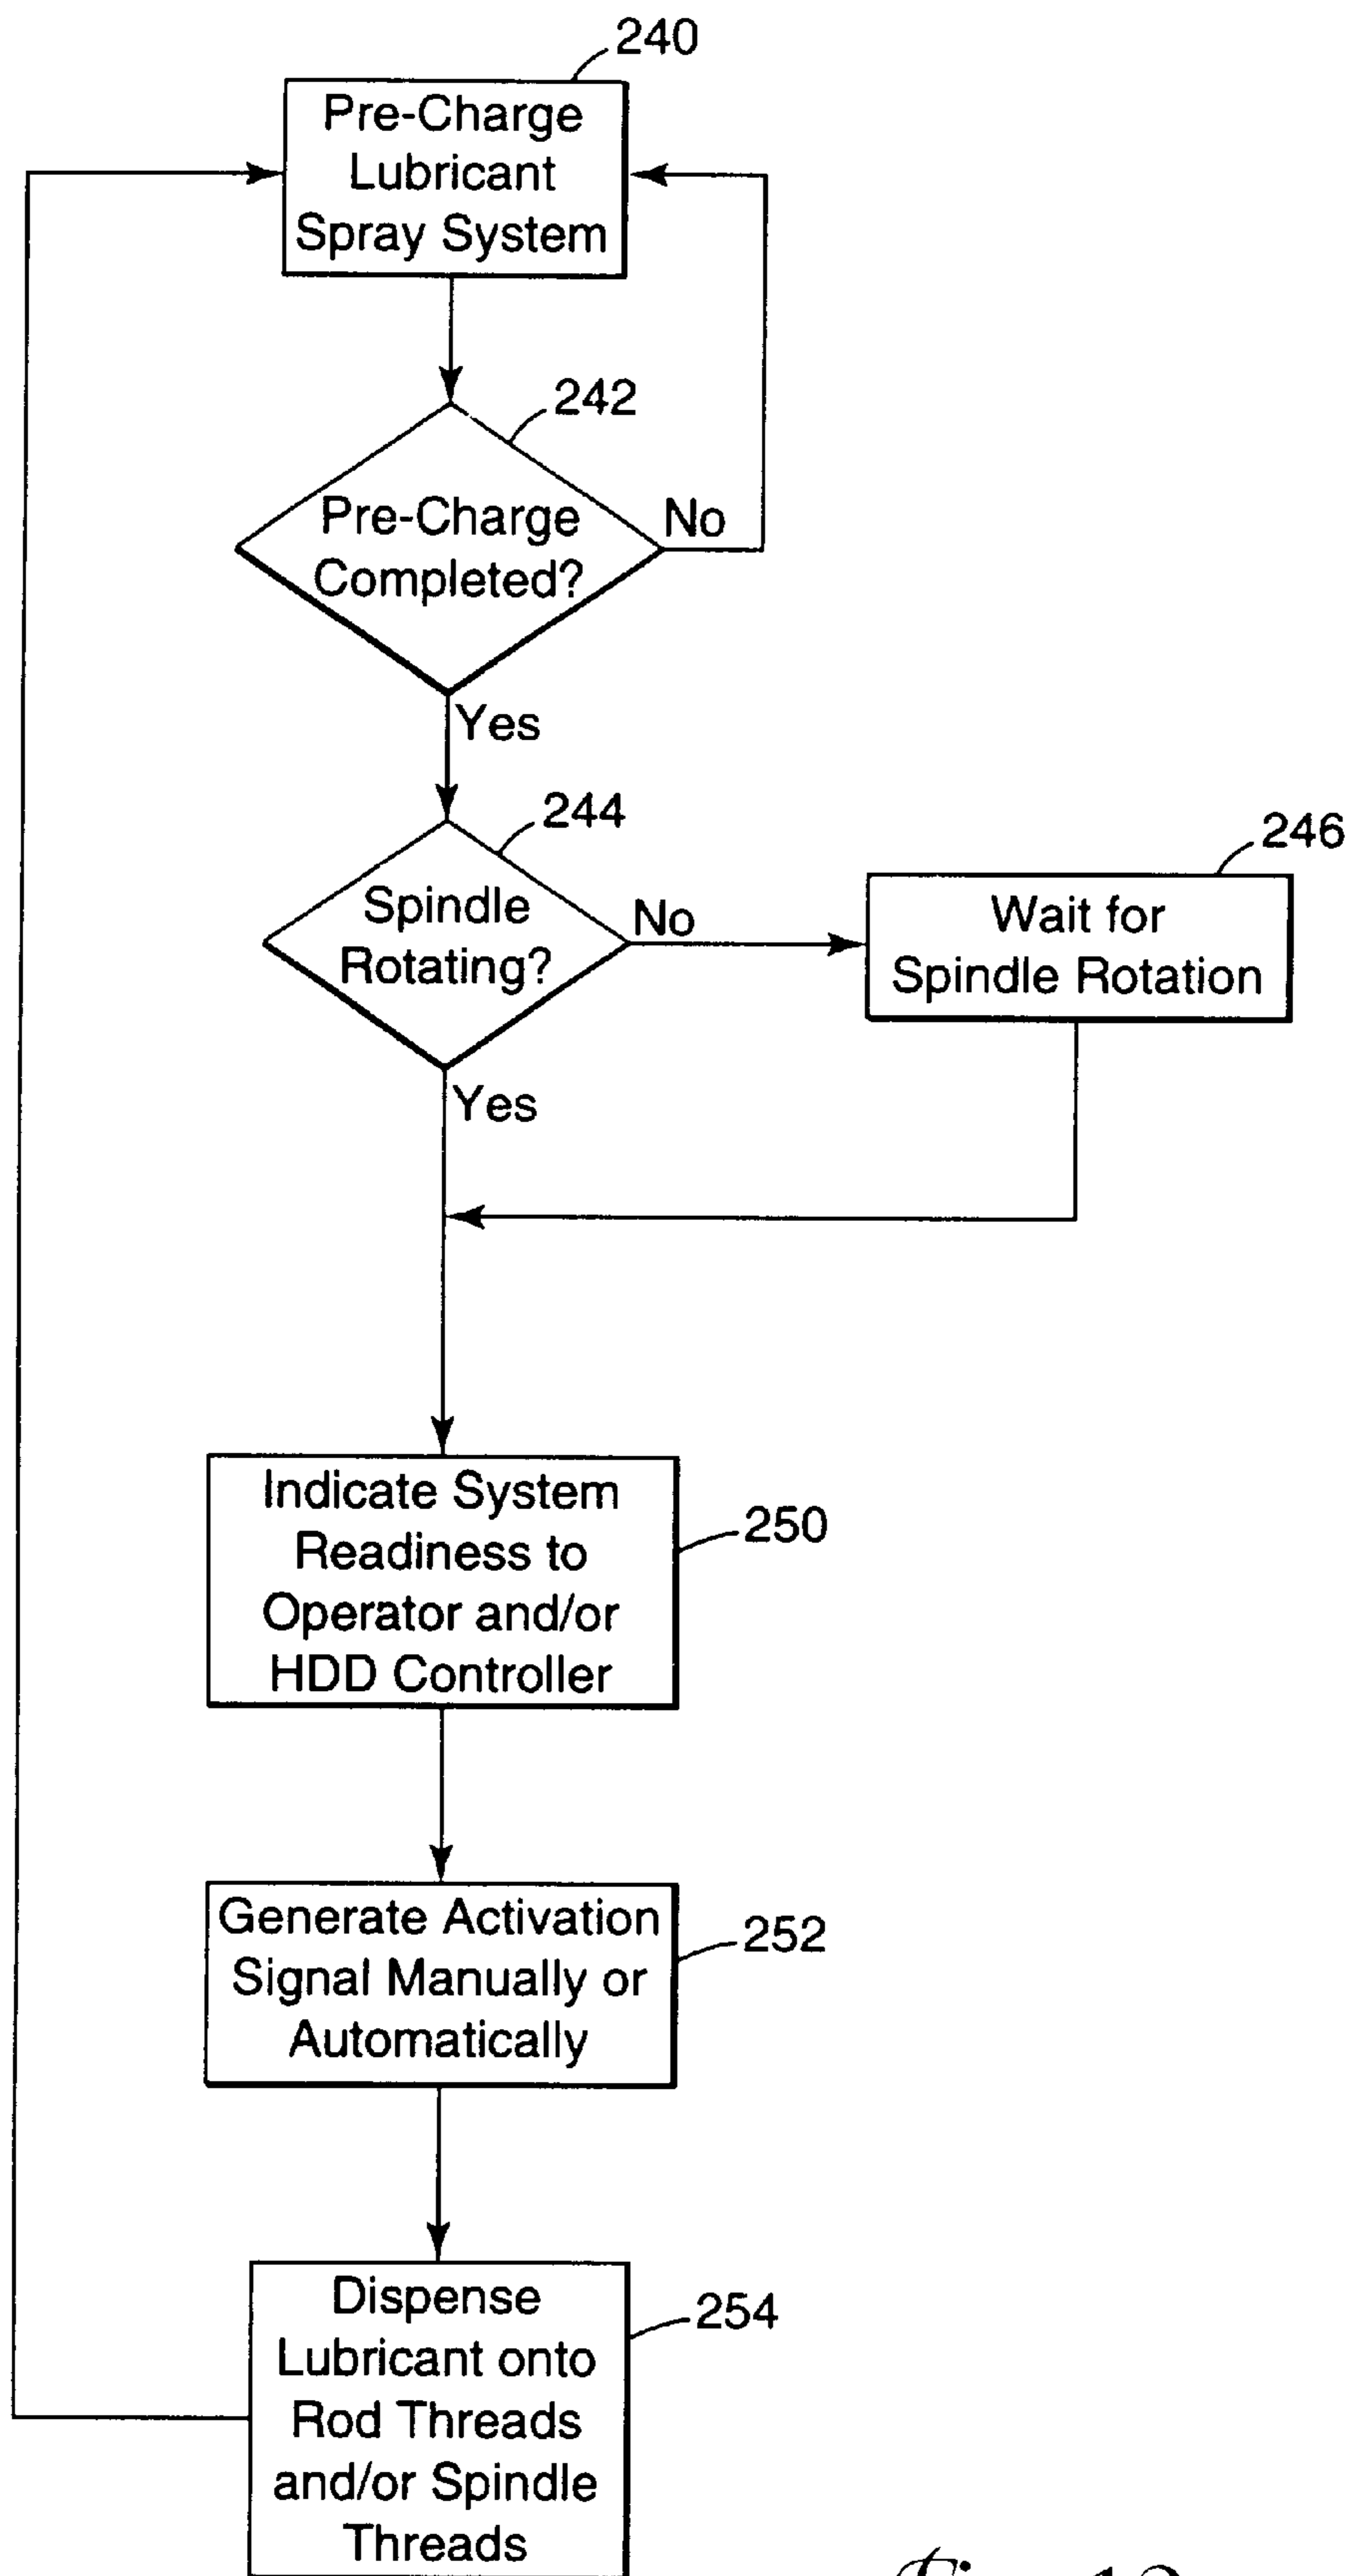 240
Pre-Charge
Lubricant
Spray System
242
Pre-Charge
Completed?
No
Yes
244
Spindle
Rotating?
No
246
Wait for
Spindle Rotation
Yes
Indicate System
Readiness to
Operator and/or
HDD Controller
250
Generate Activation
Signal Manually or
Automatically
252
Dispense
Lubricant onto
Rod Threads
and/or Spindle
Threads
254